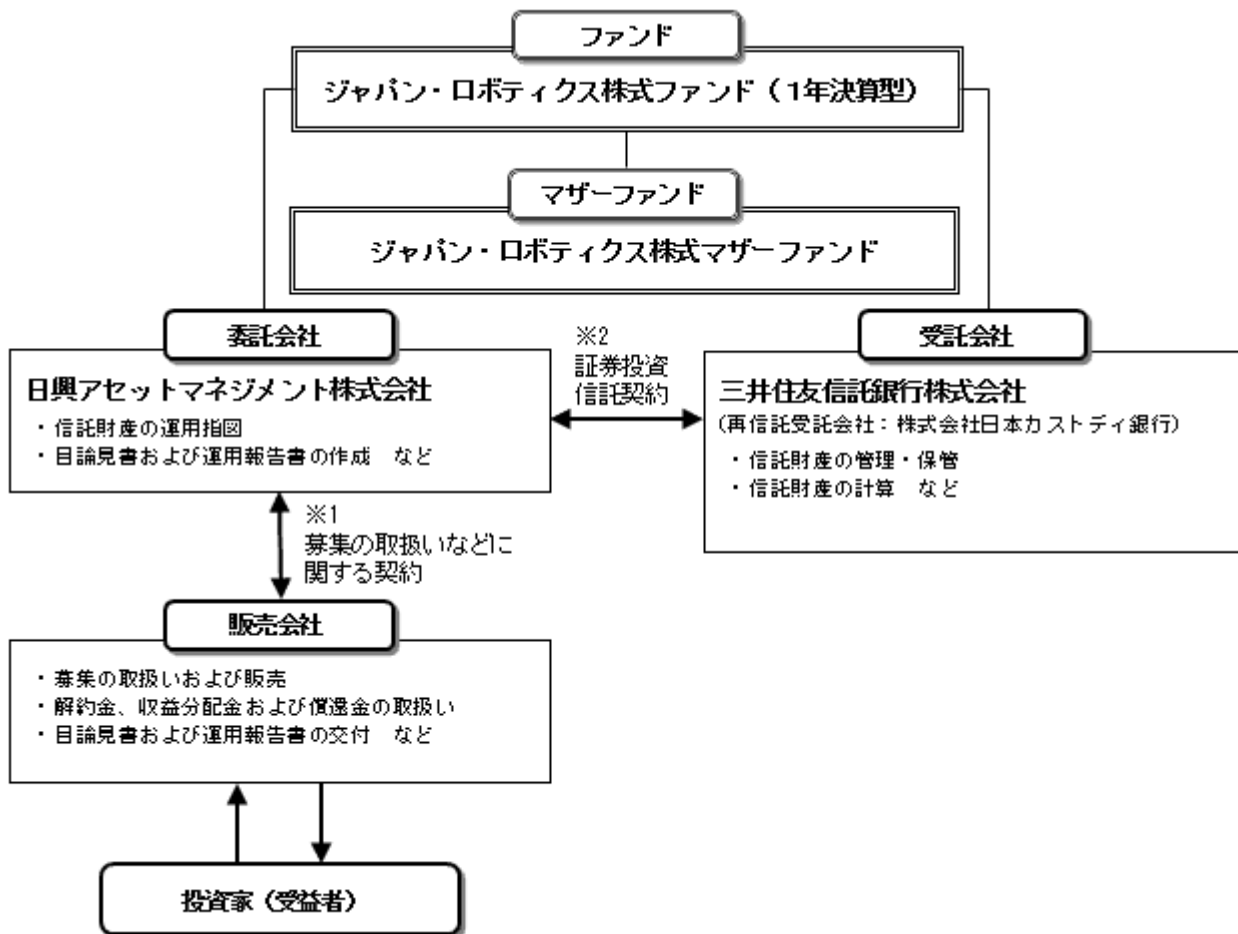 ファンド
ジャパン・ロボティクス株式ファンド(1年決算型)
マザーファンド
ジャパン・ロボティクス株式マザーファンド
委託会社
日興アセットマネジメント株式会社
・信託財産の運用指図
・目論見書および運用報告書の作成 など
※2
証券投資
信託契約
受託会社
三井住友信託銀行株式会社
(再信託受託会社:株式会社日本カストディ銀行)
・信託財産の管理・保管
・信託財産の計算 など
※1
募集の取扱いなどに
関する契約
販売会社
・募集の取扱いおよび販売
・解約金、収益分配金および償還金の取扱い
・目論見書および運用報告書の交付 など
投資家(受益者)